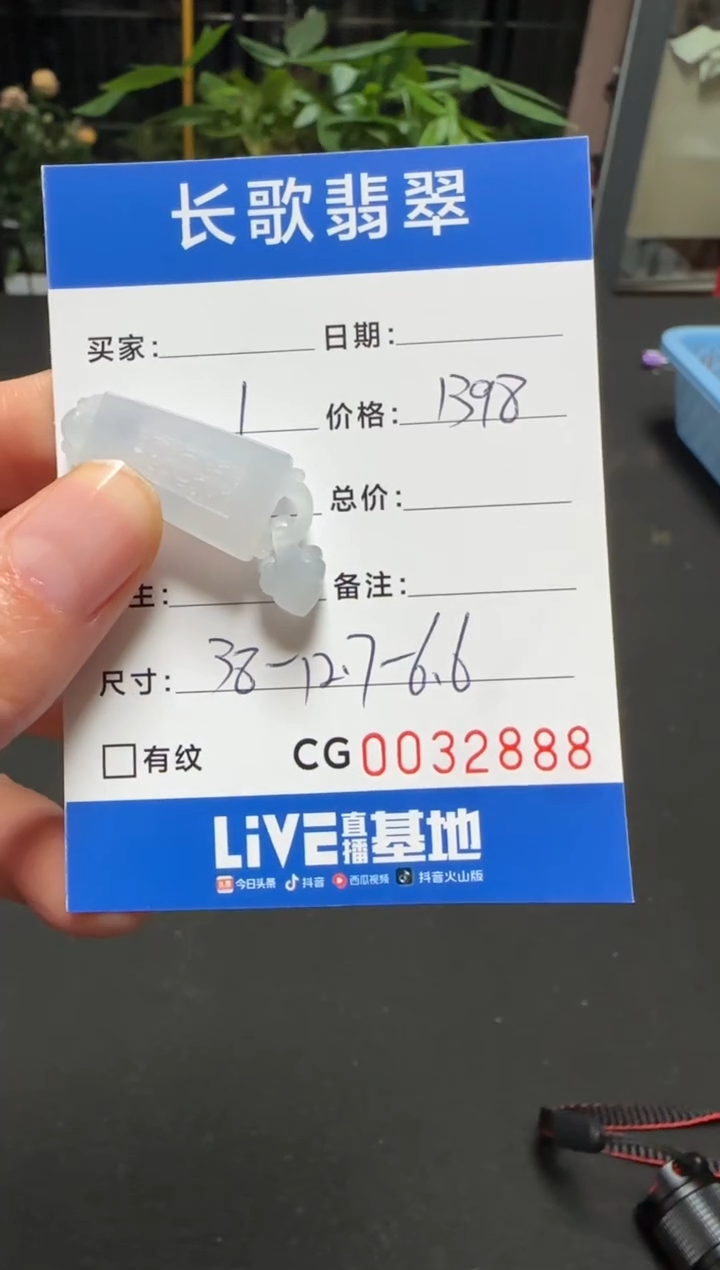 长歌翡翠
买家: 日期:
1 价格: 1398
总价:
备注:
尺寸: 38-12.7-6.6
有纹 CG0032888
LiVE直播基地
头条 今日头条 抖音 西瓜视频 抖音火山版